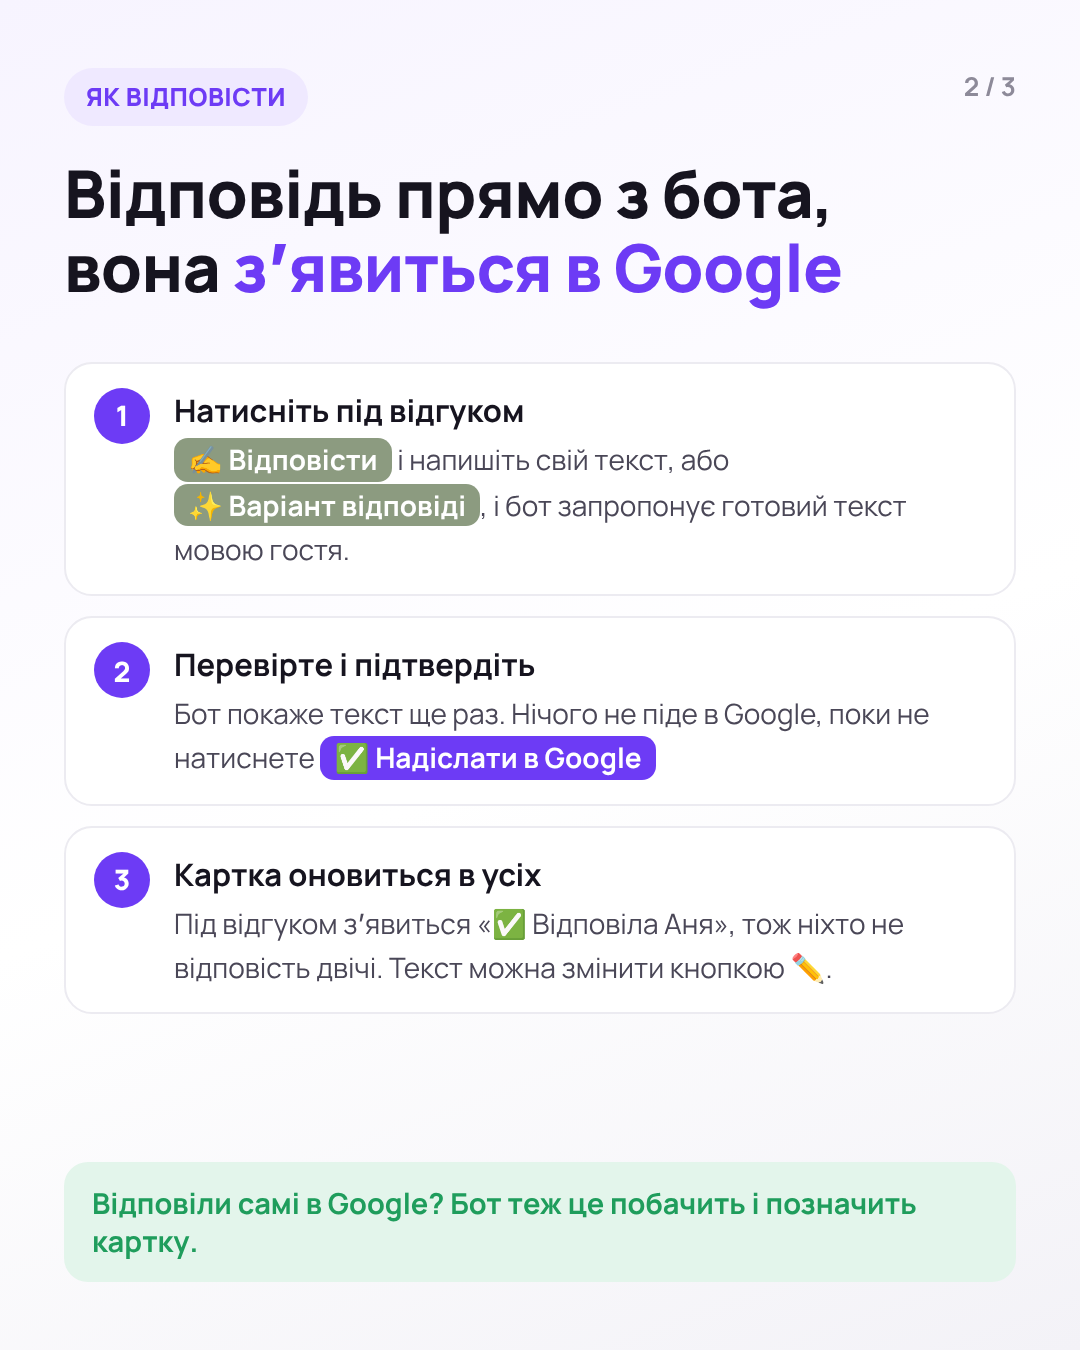 ЯК ВІДПОВІСТИ
2 / 3
Відповідь прямо з бота,
вона зʼявиться в Google
1
Натисніть під відгуком
✍️ Відповісти і напишіть свій текст, або
✨ Варіант відповіді, і бот запропонує готовий текст
мовою гостя.
2
Перевірте і підтвердіть
Бот покаже текст ще раз. Нічого не піде в Google, поки не
натиснете ✅ Надіслати в Google
3
Картка оновиться в усіх
Під відгуком зʼявиться «✅ Відповіла Аня», тож ніхто не
відповість двічі. Текст можна змінити кнопкою ✏️.
Відповіли самі в Google? Бот теж це побачить і позначить
картку.